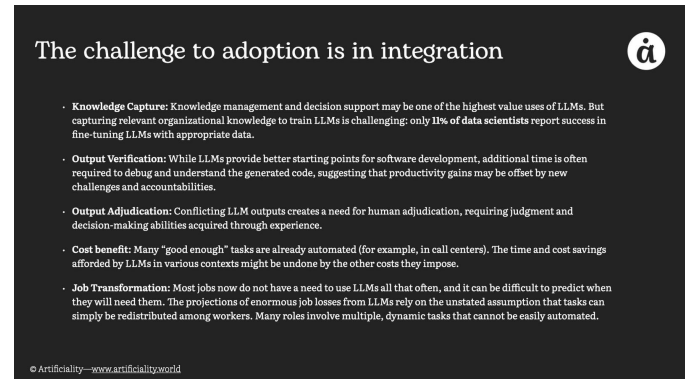 The challenge to adoption is in integration
ȧi
· Knowledge Capture: Knowledge management and decision support may be one of the highest value uses of LLMs. But
capturing relevant organizational knowledge to train LLMs is challenging: only 11% of data scientists report success in
fine-tuning LLMs with appropriate data.
· Output Verification: While LLMs provide better starting points for software development, additional time is often
required to debug and understand the generated code, suggesting that productivity gains may be offset by new
challenges and accountabilities.
· Output Adjudication: Conflicting LLM outputs creates a need for human adjudication, requiring judgment and
decision-making abilities acquired through experience.
· Cost benefit: Many “good enough” tasks are already automated (for example, in call centers). The time and cost savings
afforded by LLMs in various contexts might be undone by the other costs they impose.
· Job Transformation: Most jobs now do not have a need to use LLMs all that often, and it can be difficult to predict when
they will need them. The projections of enormous job losses from LLMs rely on the unstated assumption that tasks can
simply be redistributed among workers. Many roles involve multiple, dynamic tasks that cannot be easily automated.
© Artificiality—www.artificiality.world